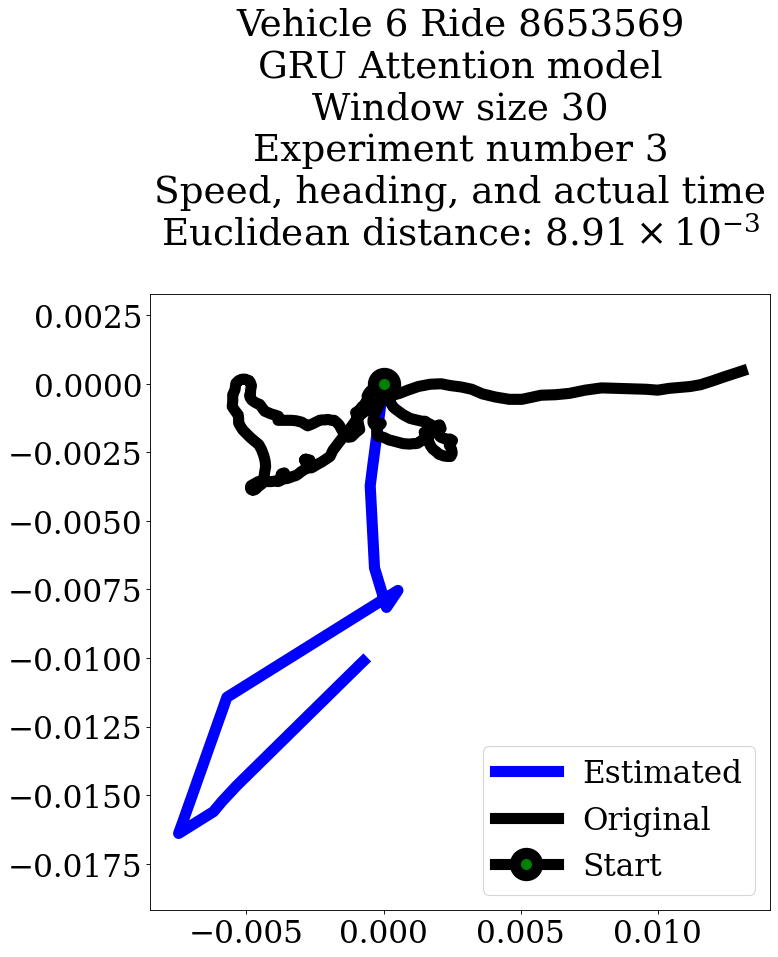 Vehicle 6 Ride 8653569
GRU Attention model
Window size 30
Experiment number 3
Speed, heading, and actual time
Euclidean distance: 8.91 × 10⁻³
0.0025
0.0000
−0.0025
−0.0050
−0.0075
−0.0100
−0.0125
−0.0150
−0.0175
Estimated
Original
Start
−0.005 0.000 0.005 0.010